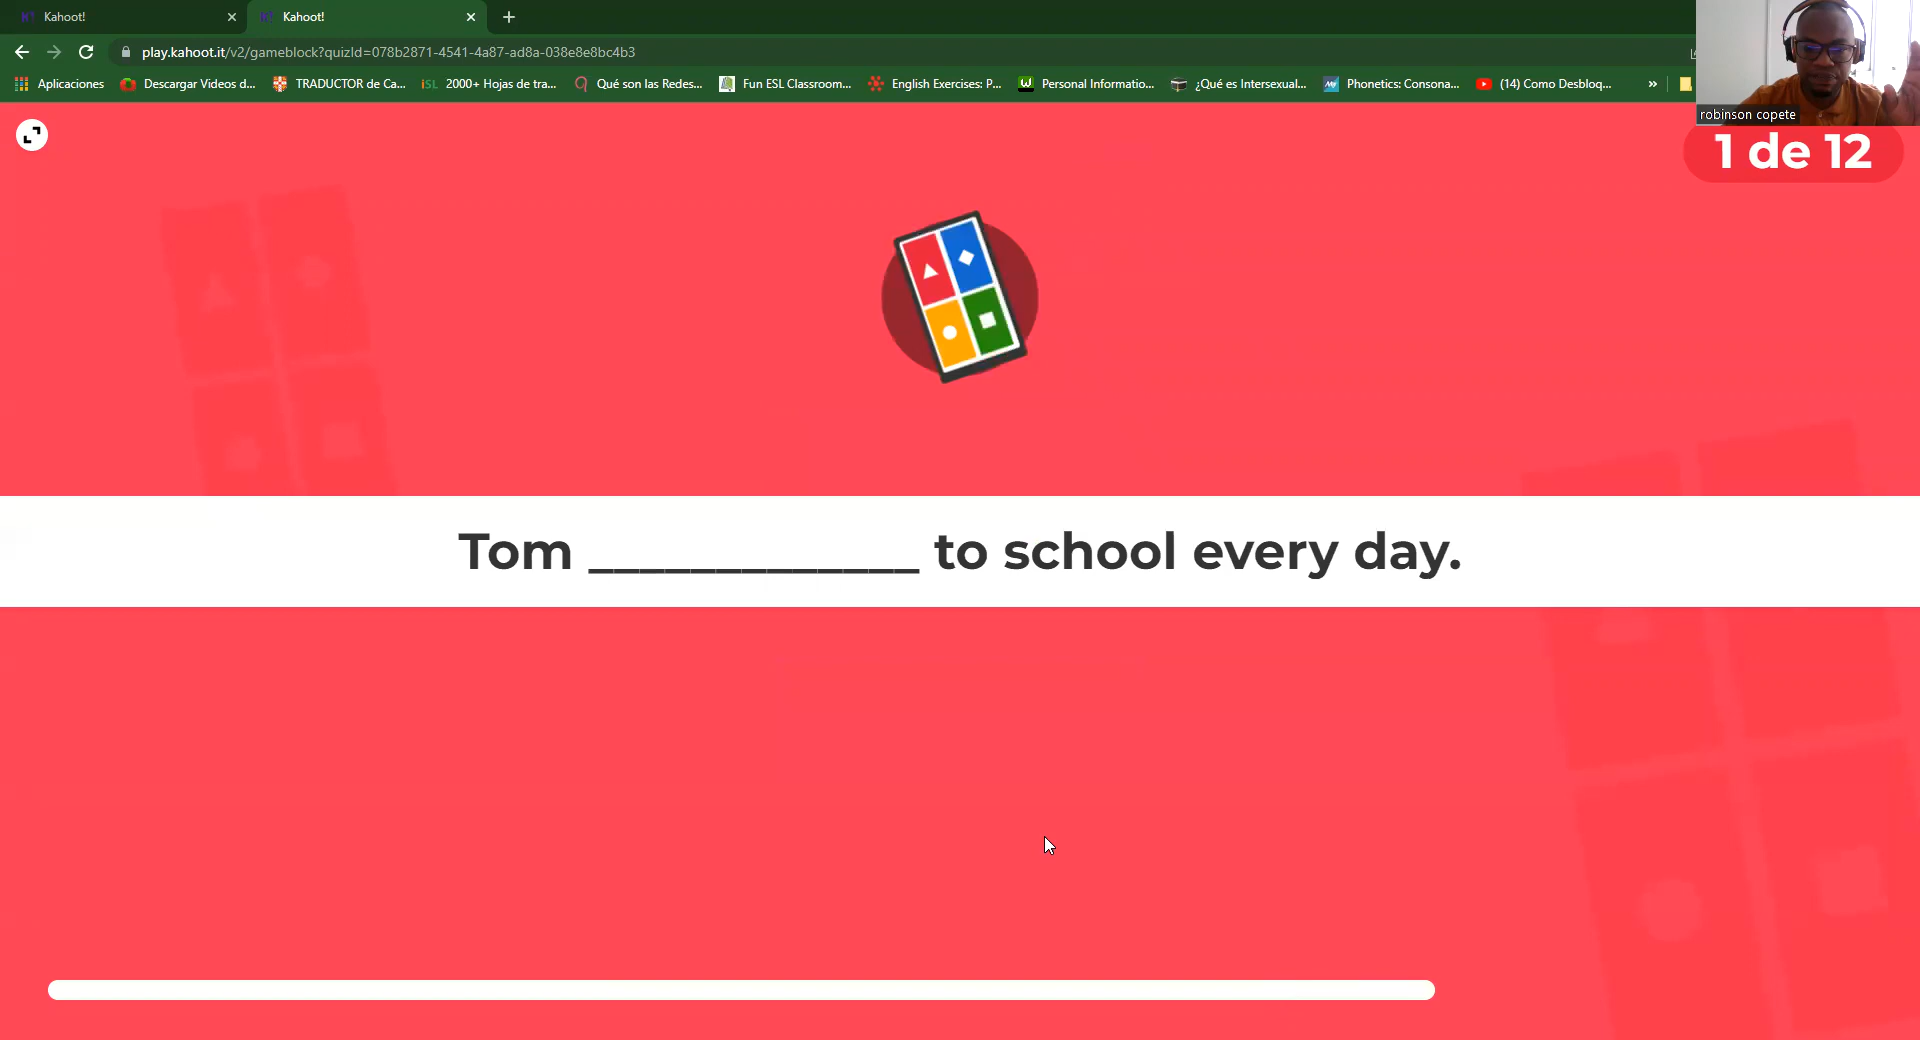 Kahoot!
Kahoot!
play.kahoot.it/v2/gameblock?quizId=078b2871-4541-4a87-ad8a-038e8e8bc4b3
Aplicaciones Descargar Videos d... TRADUCTOR de Ca... iSL 2000+ Hojas de tra... Qué son las Redes... Fun ESL Classroom... English Exercises: P... Personal Informatio... ¿Qué es Intersexual... Phonetics: Consona... (14) Como Desbloq... »
robinson copete
1 de 12
Tom _____________ to school every day.